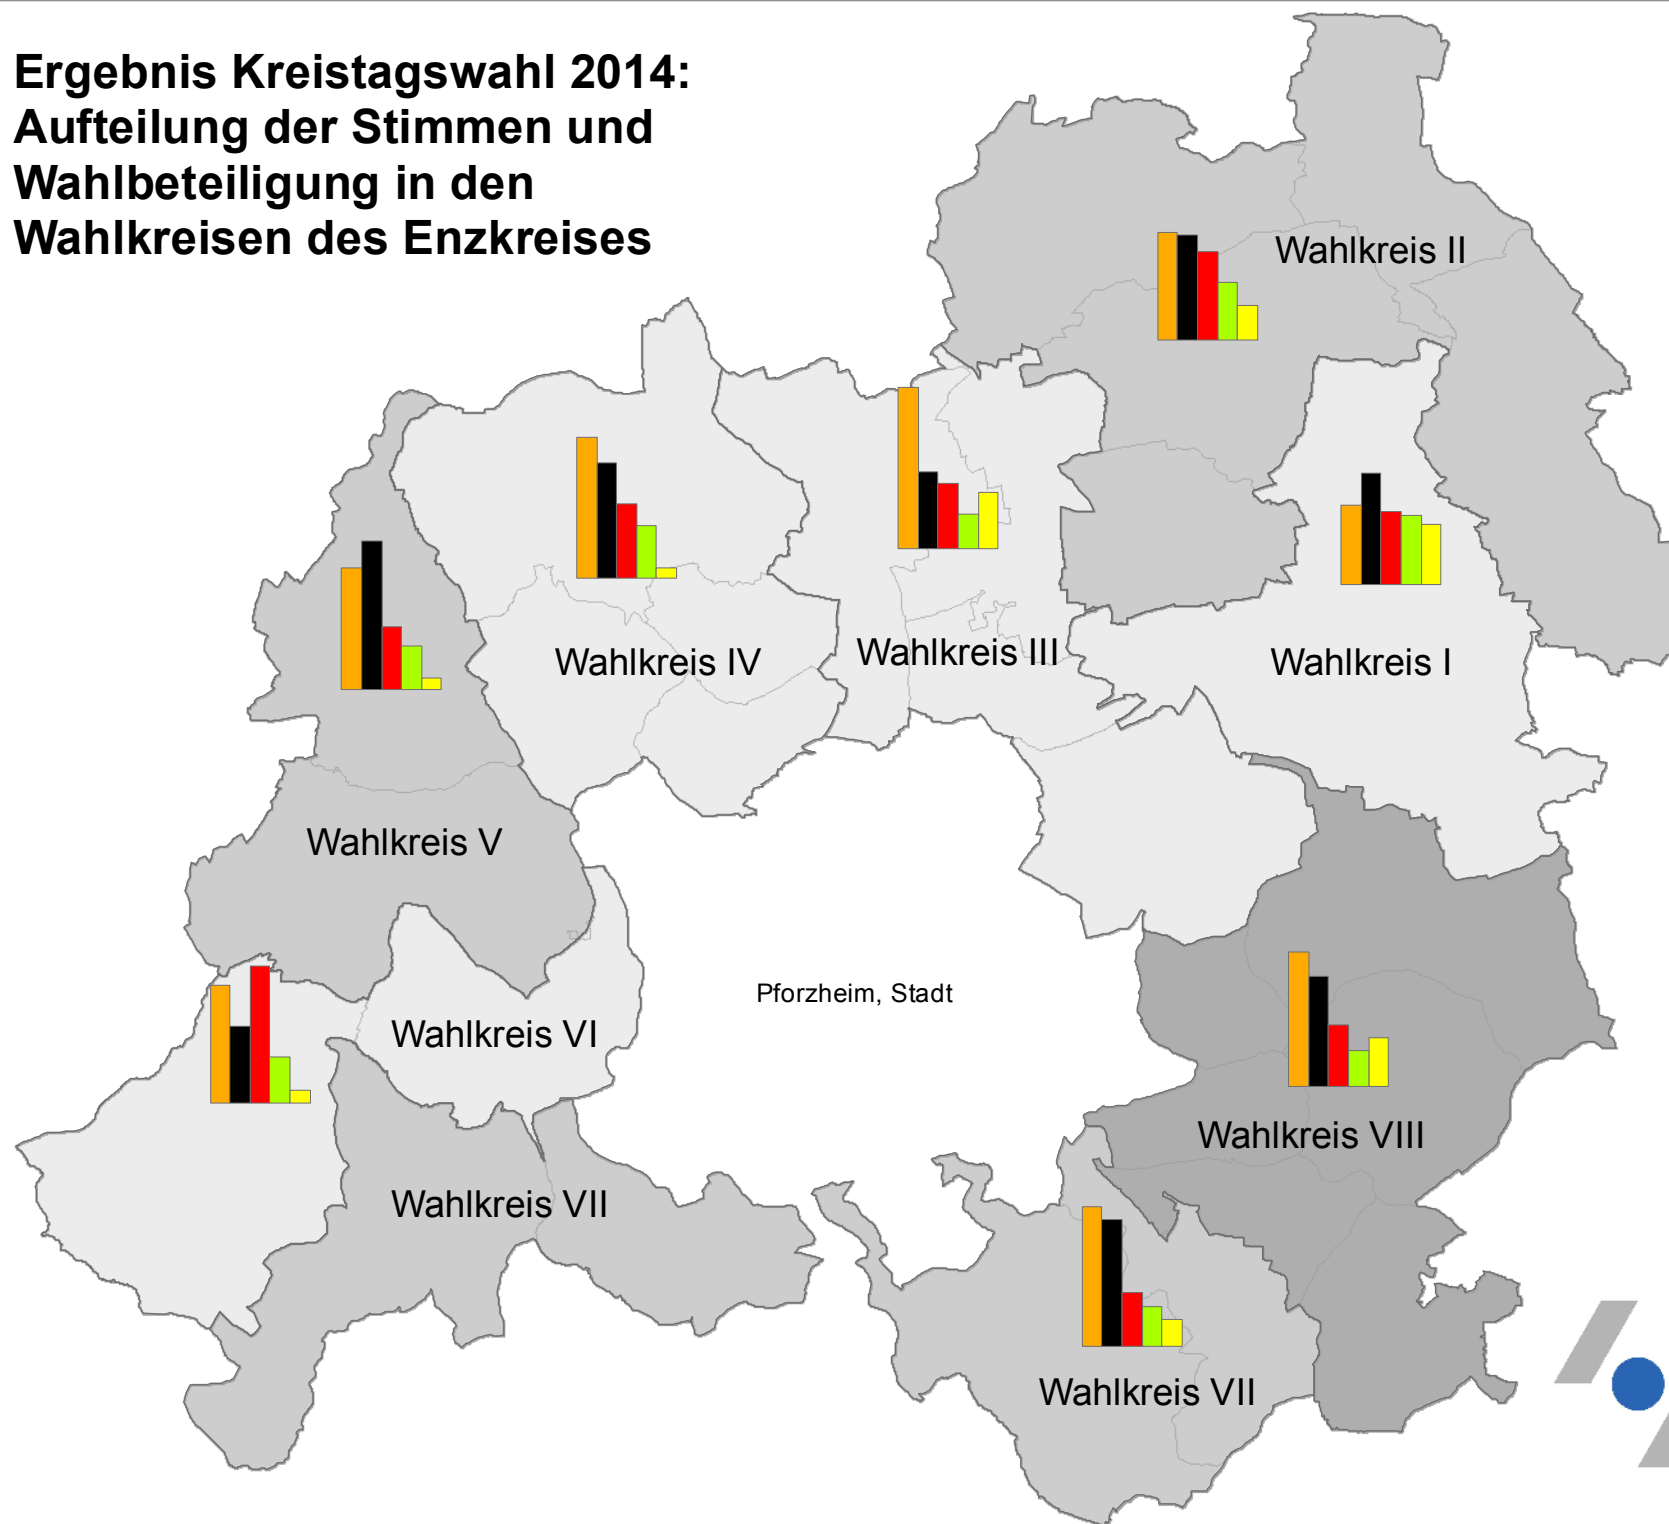 Ergebnis Kreistagswahl 2014:
Aufteilung der Stimmen und
Wahlbeteiligung in den
Wahlkreisen des Enzkreises
Wahlkreis II
Wahlkreis IV
Wahlkreis III
Wahlkreis I
Wahlkreis V
Pforzheim, Stadt
Wahlkreis VI
Wahlkreis VIII
Wahlkreis VII
Wahlkreis VII